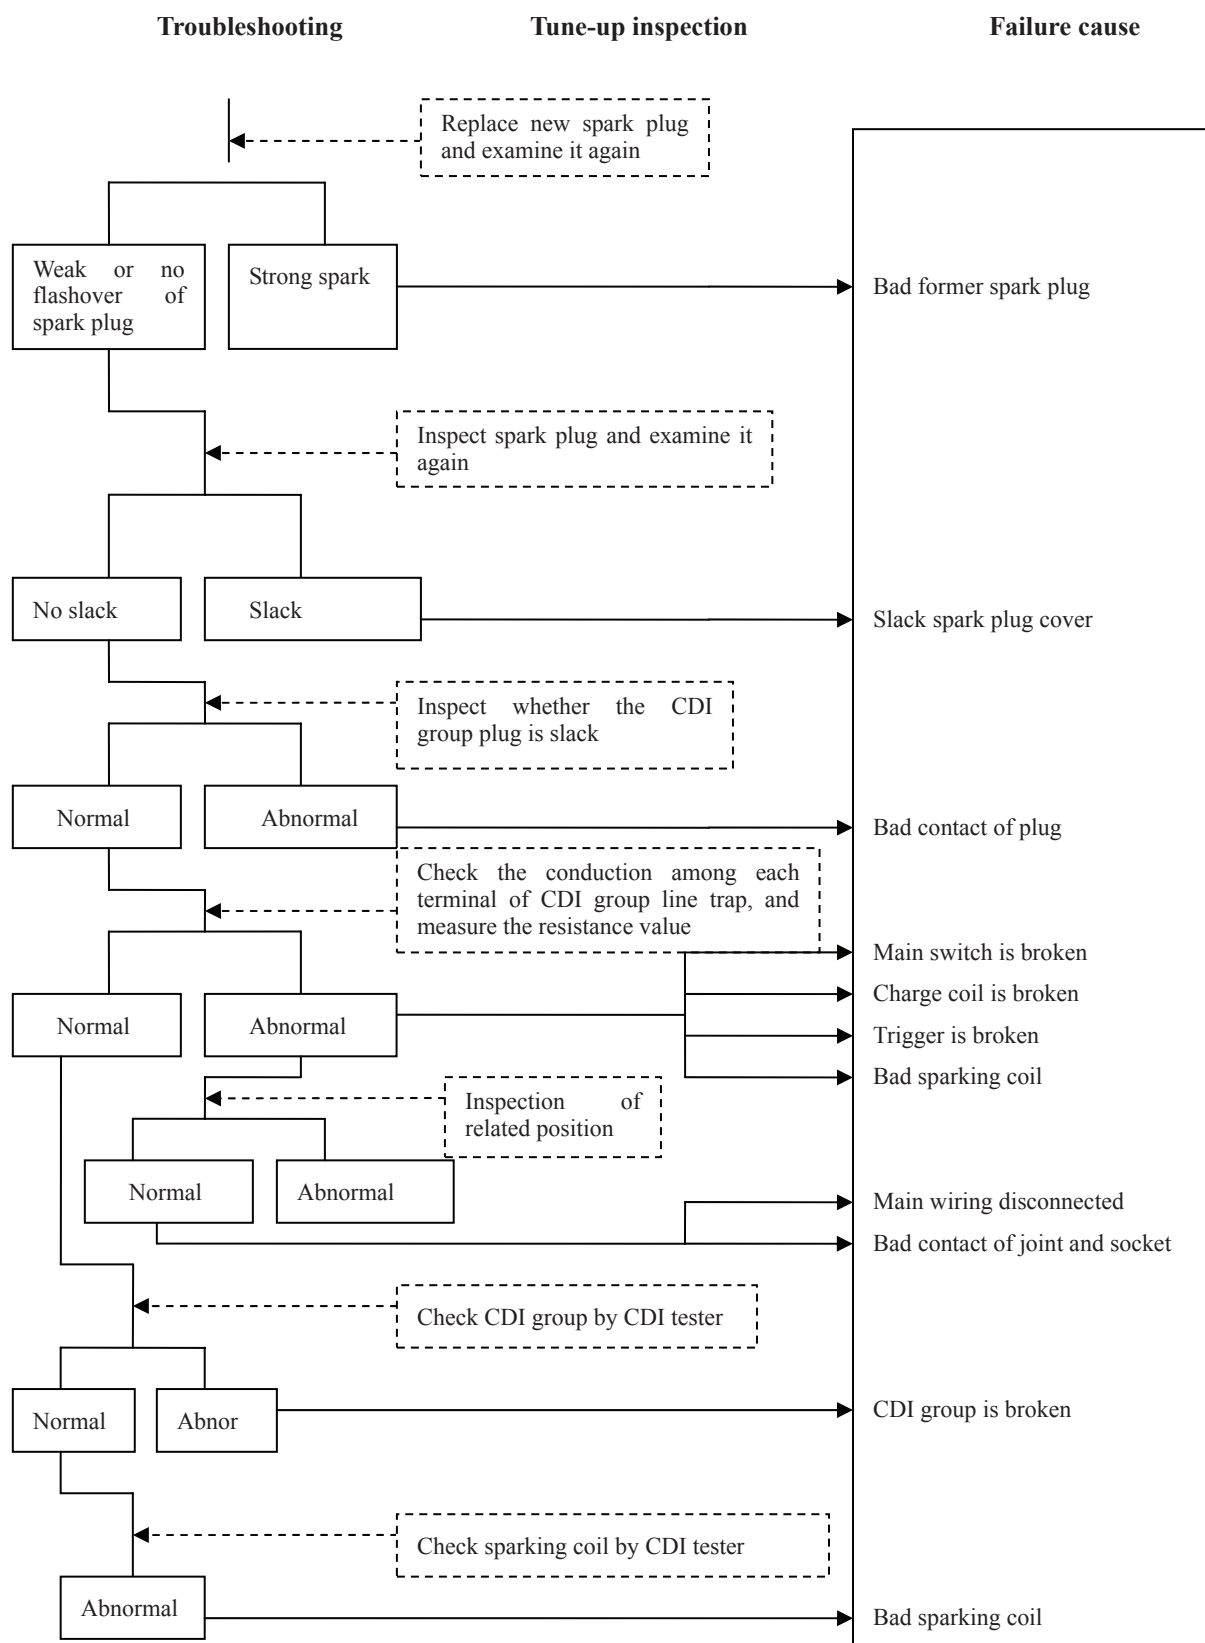 Troubleshooting
Tune-up inspection
Failure cause
Replace new spark plug
and examine it again
Weak or no
flashover of
spark plug
Strong spark
Bad former spark plug
Inspect spark plug and examine it
again
No slack
Slack
Slack spark plug cover
Inspect whether the CDI
group plug is slack
Normal
Abnormal
Bad contact of plug
Check the conduction among each
terminal of CDI group line trap, and
measure the resistance value
Main switch is broken
Charge coil is broken
Normal
Abnormal
Trigger is broken
Bad sparking coil
Inspection of
related position
Normal
Abnormal
Main wiring disconnected
Bad contact of joint and socket
Check CDI group by CDI tester
Normal
Abnor
CDI group is broken
Check sparking coil by CDI tester
Abnormal
Bad sparking coil